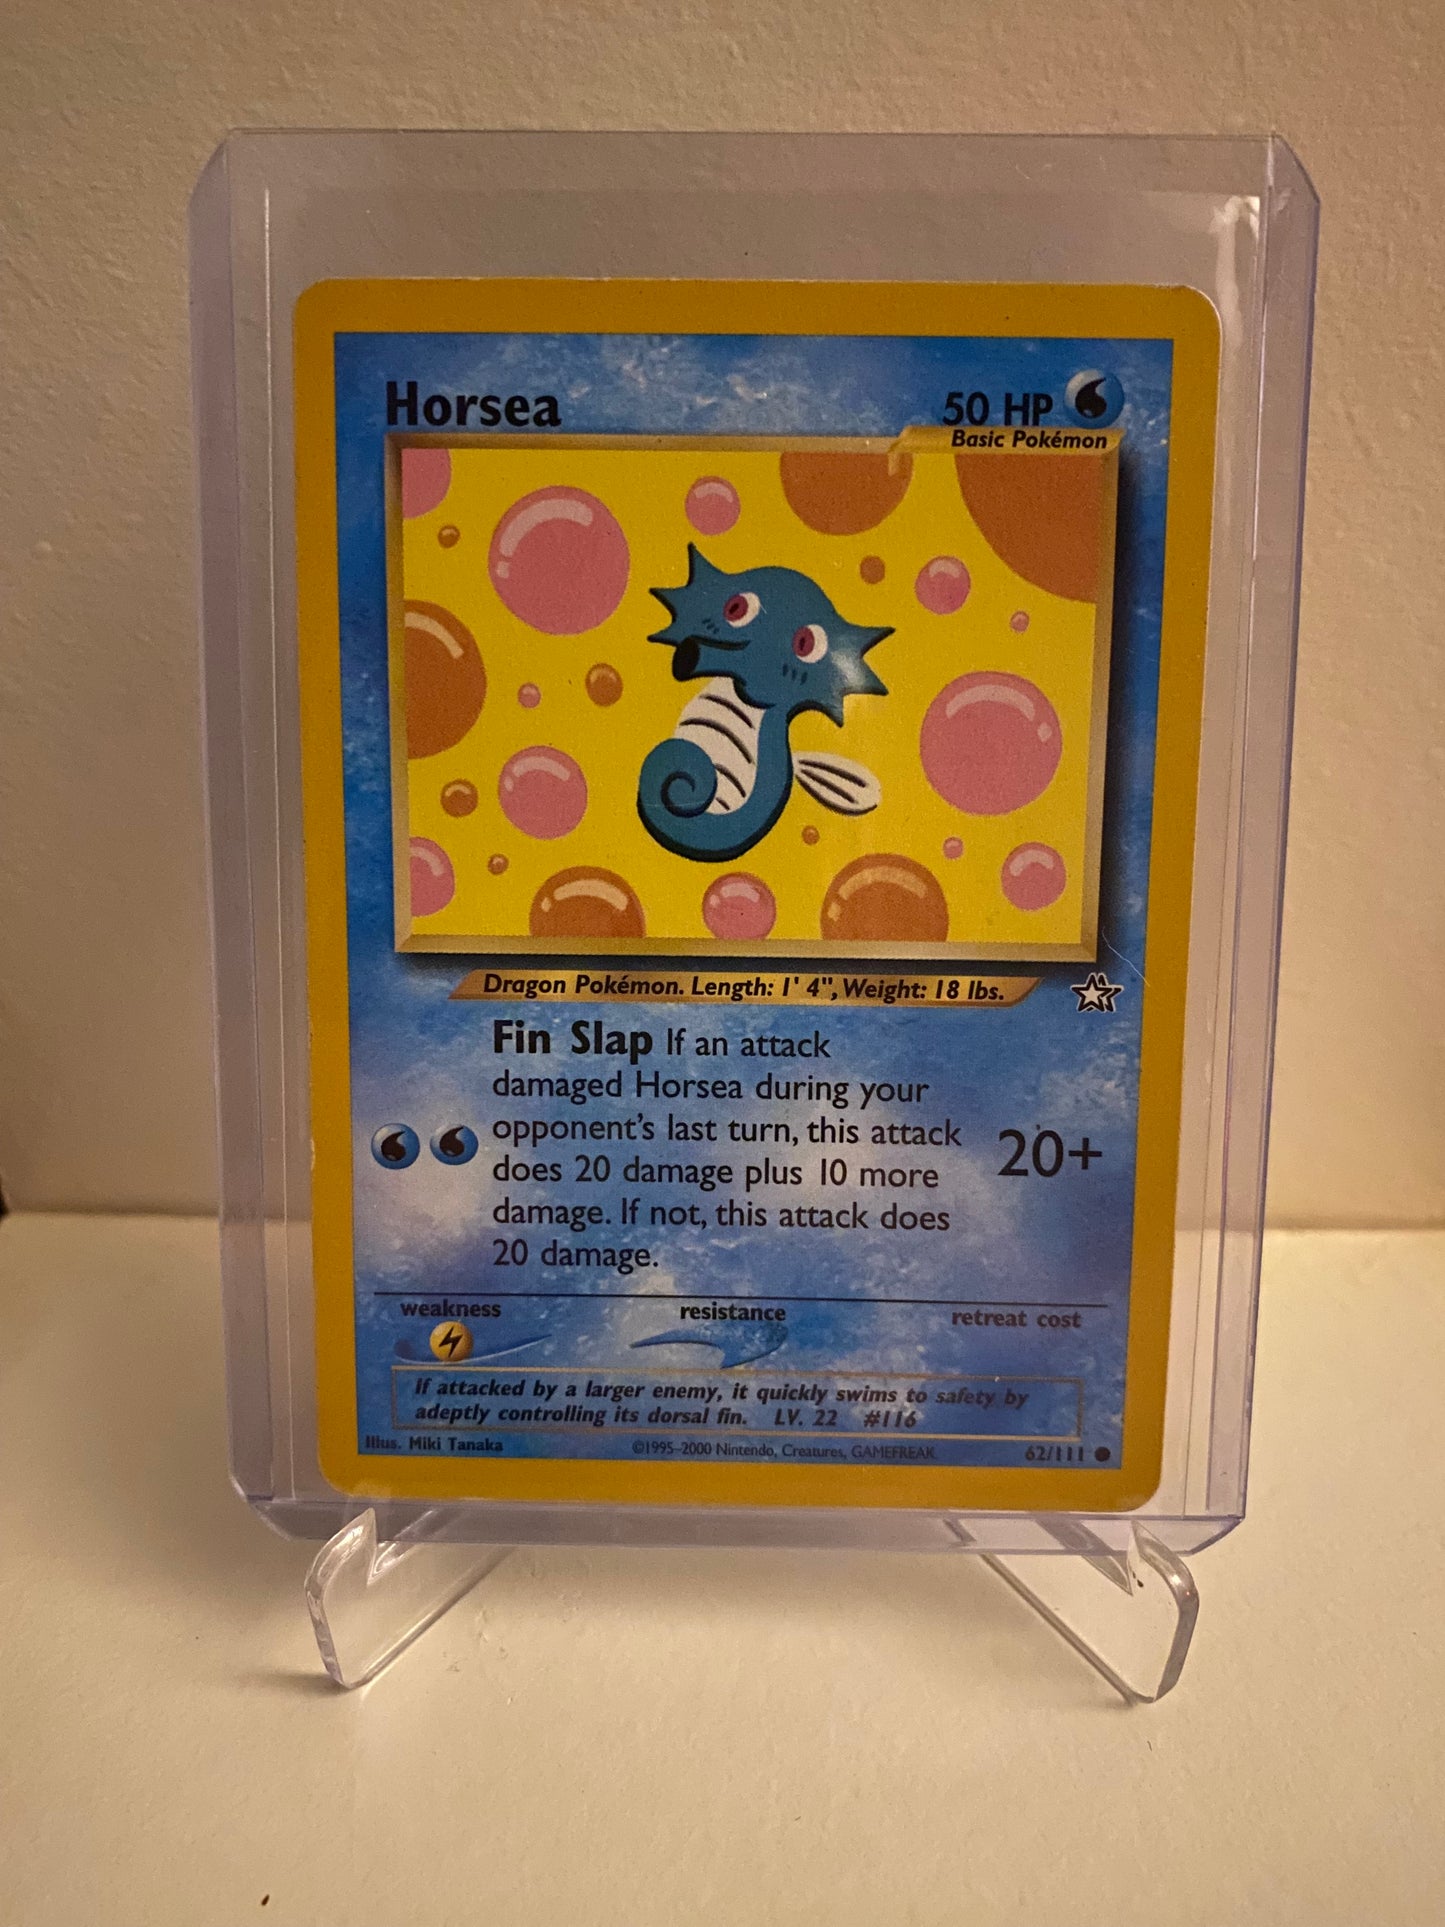 Horsea
50 HP
Basic Pokémon
Dragon Pokémon. Length: 1' 4", Weight: 18 lbs.
Fin Slap If an attack
damaged Horsea during your
opponent's last turn, this attack
does 20 damage plus 10 more
damage. If not, this attack does
20 damage.
20+
weakness
resistance
retreat cost
If attacked by a larger enemy, it quickly swims to safety by
adeptly controlling its dorsal fin. LV. 22 #116
Illus. Miki Tanaka
©1995–2000 Nintendo, Creatures, GAMEFREAK.
62/111